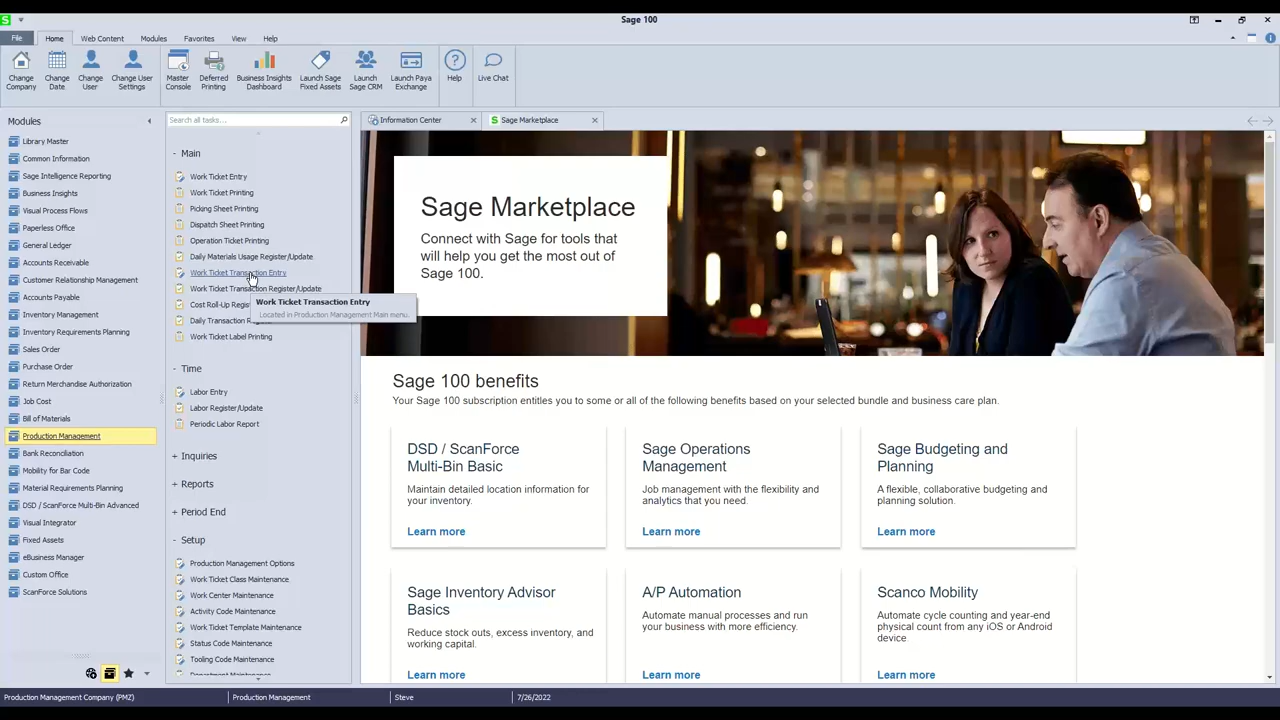 Sage 100
File
Home
Web Content
Modules
Favorites
View
Help
Change Company
Change Date
Change User
Change User Settings
Master Console
Deferred Printing
Business Insights Dashboard
Launch Sage Fixed Assets
Launch Sage CRM
Launch Paya Exchange
Help
Live Chat
Modules
Library Master
Common Information
Sage Intelligence Reporting
Business Insights
Visual Process Flows
Paperless Office
General Ledger
Accounts Receivable
Customer Relationship Management
Accounts Payable
Inventory Management
Inventory Requirements Planning
Sales Order
Purchase Order
Return Merchandise Authorization
Job Cost
Bill of Materials
Production Management
Bank Reconciliation
Mobility for Bar Code
Material Requirements Planning
DSD / ScanForce Multi-Bin Advanced
Visual Integrator
Fixed Assets
eBusiness Manager
Custom Office
ScanForce Solutions
Search all tasks...
- Main
Work Ticket Entry
Work Ticket Printing
Picking Sheet Printing
Dispatch Sheet Printing
Operation Ticket Printing
Daily Materials Usage Register/Update
Work Ticket Transaction Entry
Work Ticket Transaction Register/Update
Cost Roll-Up
Daily Transaction
Work Ticket Label Printing
Work Ticket Transaction Entry
Located in Production Management Main menu.
- Time
Labor Entry
Labor Register/Update
Periodic Labor Report
+ Inquiries
+ Reports
+ Period End
- Setup
Production Management Options
Work Ticket Class Maintenance
Work Center Maintenance
Activity Code Maintenance
Work Ticket Template Maintenance
Status Code Maintenance
Tooling Code Maintenance
Department Maintenance
Information Center
Sage Marketplace
Sage Marketplace
Connect with Sage for tools that
will help you get the most out of
Sage 100.
Sage 100 benefits
Your Sage 100 subscription entitles you to some or all of the following benefits based on your selected bundle and business care plan.
DSD / ScanForce
Multi-Bin Basic
Maintain detailed location information for
your inventory.
Learn more
Sage Operations
Management
Job management with the flexibility and
analytics that you need.
Learn more
Sage Budgeting and
Planning
A flexible, collaborative budgeting and
planning solution.
Learn more
Sage Inventory Advisor
Basics
Reduce stock outs, excess inventory, and
working capital.
Learn more
A/P Automation
Automate manual processes and run
your business with more efficiency.
Learn more
Scanco Mobility
Automate cycle counting and year-end
physical count from any iOS or Android
device.
Learn more
Production Management Company (PMZ)
Production Management
Steve
7/26/2022